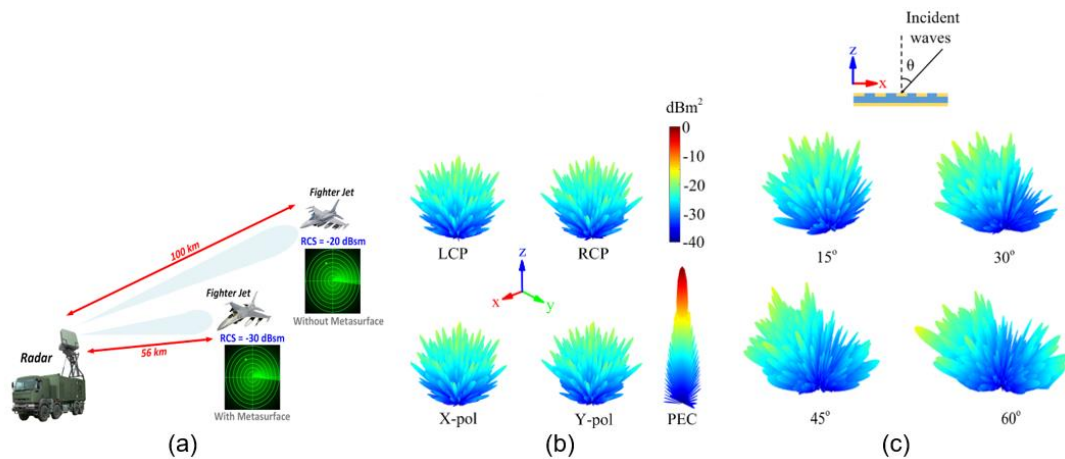 Fighter Jet
100 km
RCS = -20 dBsm
Fighter Jet
Without Metasurface
RCS = -30 dBsm
Radar
56 km
With Metasurface
(a)
dBm²
0
-10
-20
-30
-40
LCP
RCP
z
x
y
X-pol
Y-pol
PEC
(b)
Incident
waves
z
θ
x
15°
30°
45°
60°
(c)